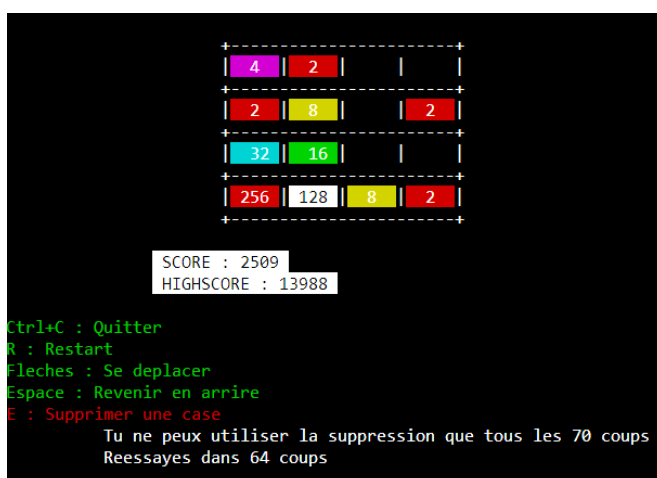 +-----------------------+
| 4 | 2 | | |
+-----------------------+
| 2 | 8 | | 2 |
+-----------------------+
| 32 | 16 | | |
+-----------------------+
| 256 | 128 | 8 | 2 |
+-----------------------+
SCORE : 2509
HIGHSCORE : 13988
Ctrl+C : Quitter
R : Restart
Fleches : Se deplacer
Espace : Revenir en arrire
E : Supprimer une case
Tu ne peux utiliser la suppression que tous les 70 coups
Reessayes dans 64 coups